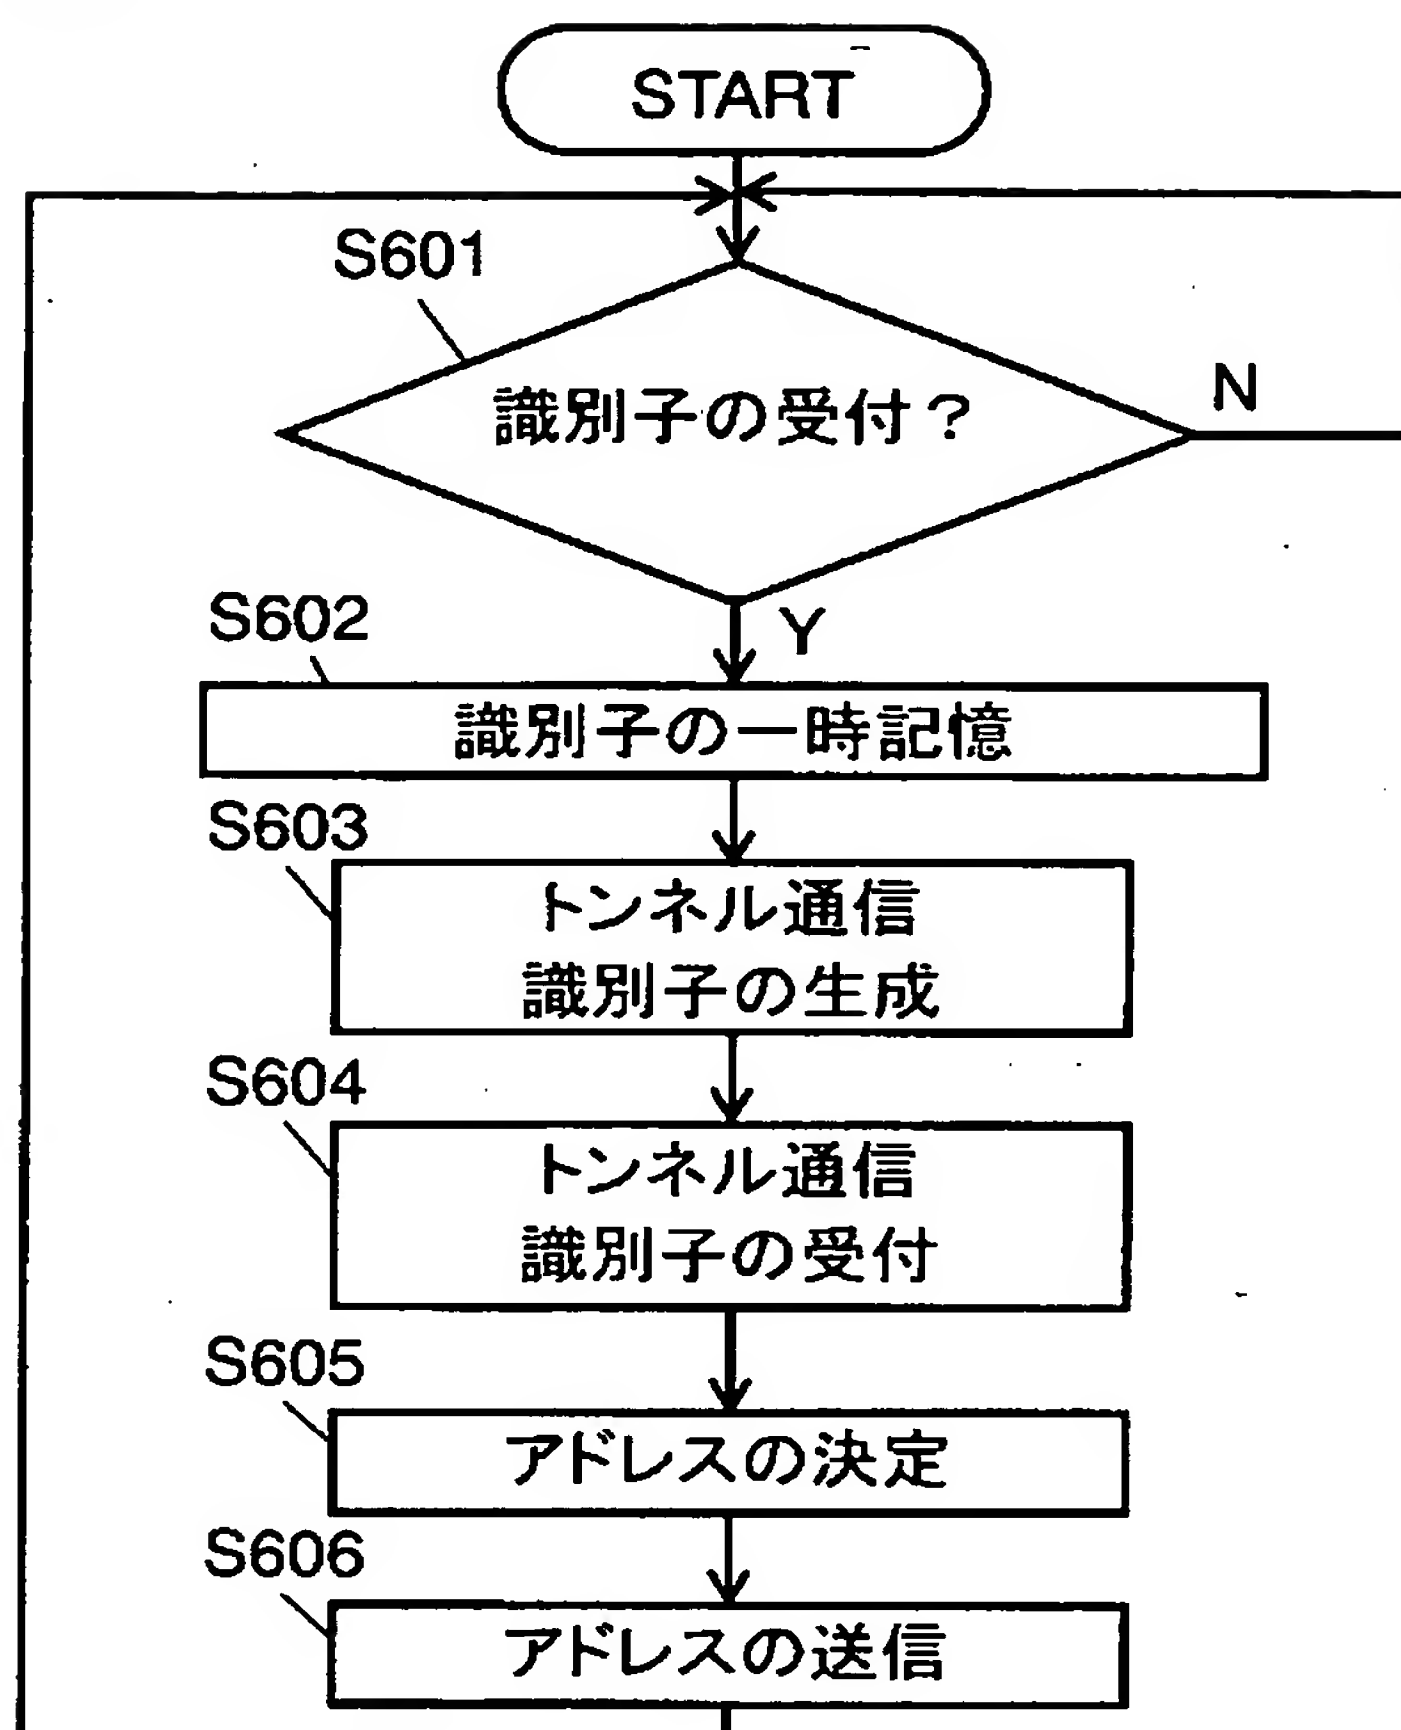 START
S601
識別子の受付？
N
Y
S602
識別子の一時記憶
S603
トンネル通信
識別子の生成
S604
トンネル通信
識別子の受付
S605
アドレスの決定
S606
アドレスの送信